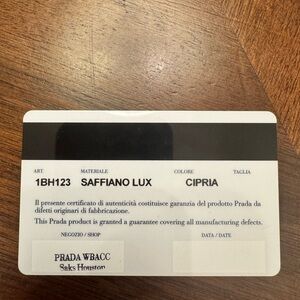 ART. MATERIALE COLORE TAGLIA
1BH123 SAFFIANO LUX CIPRIA
Il presente certificato di autenticità costituisce garanzia del prodotto Prada da
difetti originari di fabbricazione.
This Prada product is granted a guarantee covering all manufacturing defects.
NEGOZIO / SHOP DATA / DATE
PRADA WBACC
Saks Houston